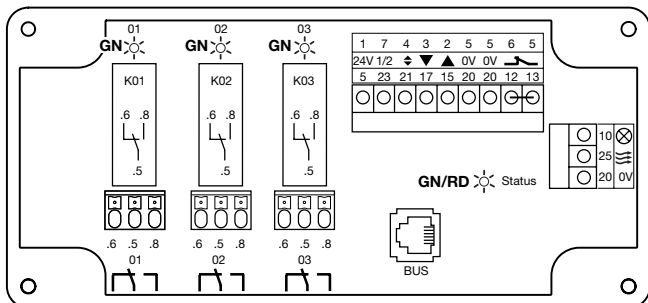 01 02 03
GN GN GN
K01 K02 K03
.6 .8 .6 .8 .6 .8
.5 .5 .5
.6 .5 .8 .6 .5 .8 .6 .5 .8
01 02 03
1 7 4 3 2 5 5 6 5
24V 1/2 0V 0V
5 23 21 17 15 20 20 12 13
10
25
20 0V
GN/RD Status
BUS